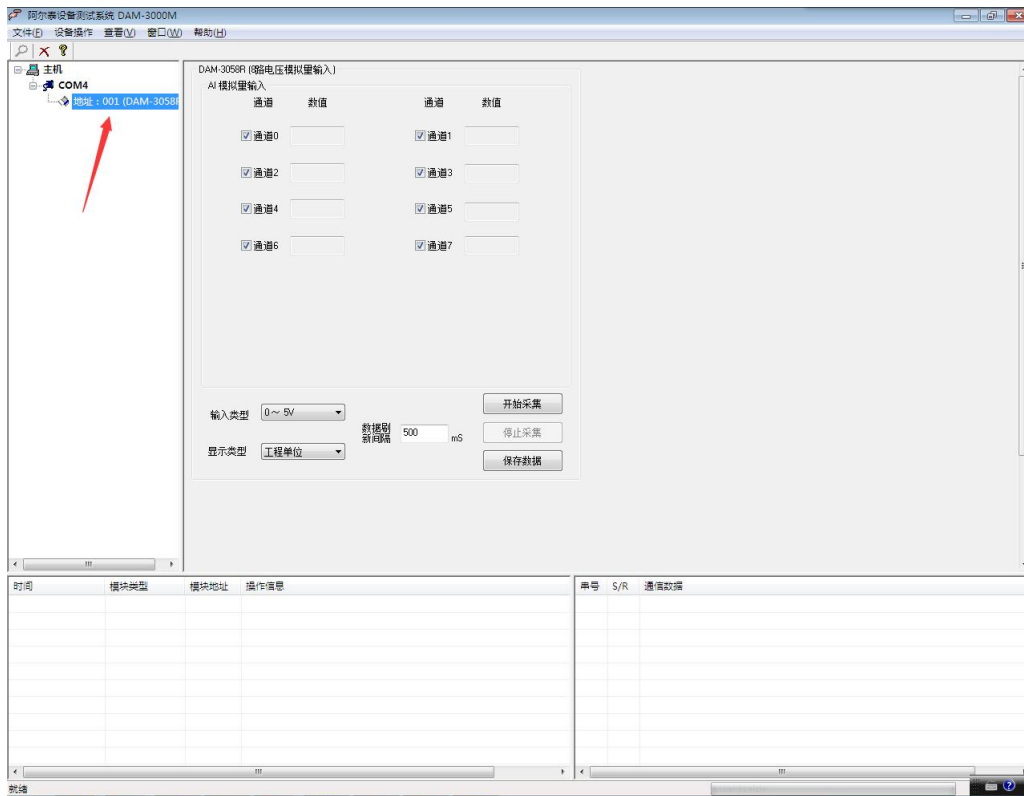 阿尔泰设备测试系统 DAM-3000M
文件(F) 设备操作 查看(V) 窗口(W) 帮助(H)
主机
COM4
地址：001 (DAM-3058R
DAM-3058R (8路电压模拟量输入)
AI 模拟量输入
通道 数值 通道 数值
通道0 通道1
通道2 通道3
通道4 通道5
通道6 通道7
输入类型 0～ 5V
显示类型 工程单位
数据刷
新间隔 500 mS
开始采集
停止采集
保存数据
时间 模块类型 模块地址 操作信息
串号 S/R 通信数据
就绪